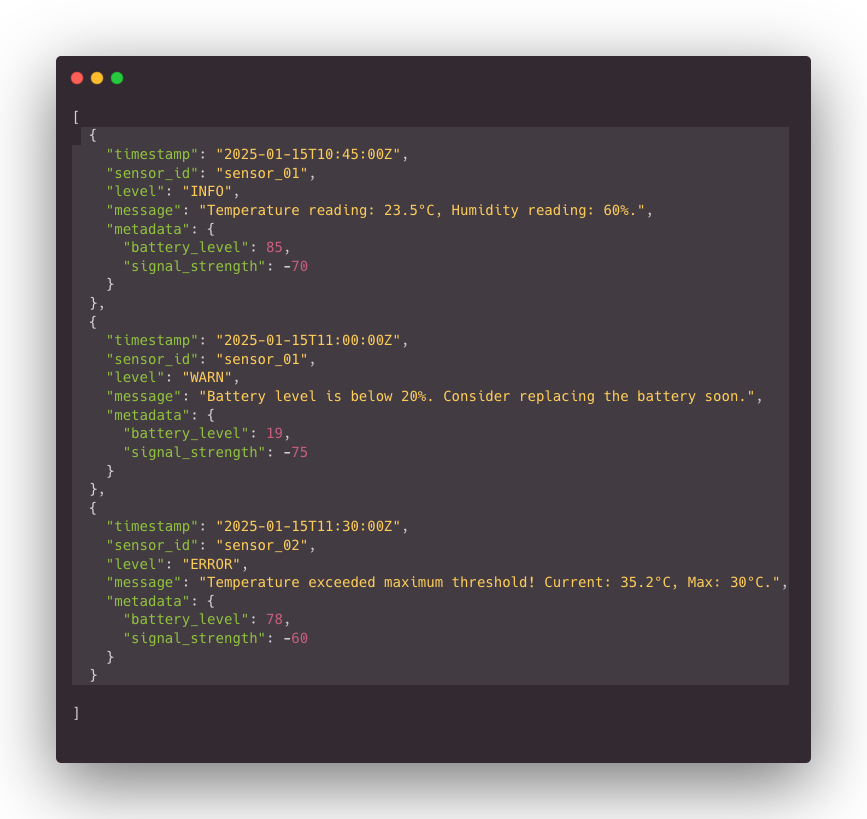 [
  {
    "timestamp": "2025-01-15T10:45:00Z",
    "sensor_id": "sensor_01",
    "level": "INFO",
    "message": "Temperature reading: 23.5°C, Humidity reading: 60%.",
    "metadata": {
      "battery_level": 85,
      "signal_strength": -70
    }
  },
  {
    "timestamp": "2025-01-15T11:00:00Z",
    "sensor_id": "sensor_01",
    "level": "WARN",
    "message": "Battery level is below 20%. Consider replacing the battery soon.",
    "metadata": {
      "battery_level": 19,
      "signal_strength": -75
    }
  },
  {
    "timestamp": "2025-01-15T11:30:00Z",
    "sensor_id": "sensor_02",
    "level": "ERROR",
    "message": "Temperature exceeded maximum threshold! Current: 35.2°C, Max: 30°C.",
    "metadata": {
      "battery_level": 78,
      "signal_strength": -60
    }
  }
]